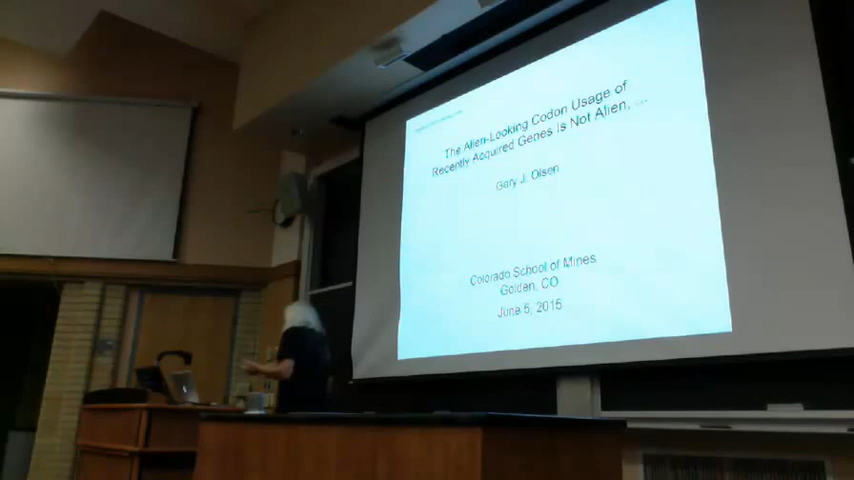 The Alien-Looking Codon Usage of
Recently Acquired Genes Is Not Alien, ...
Gary J. Olsen
Colorado School of Mines
Golden, CO
June 5, 2015